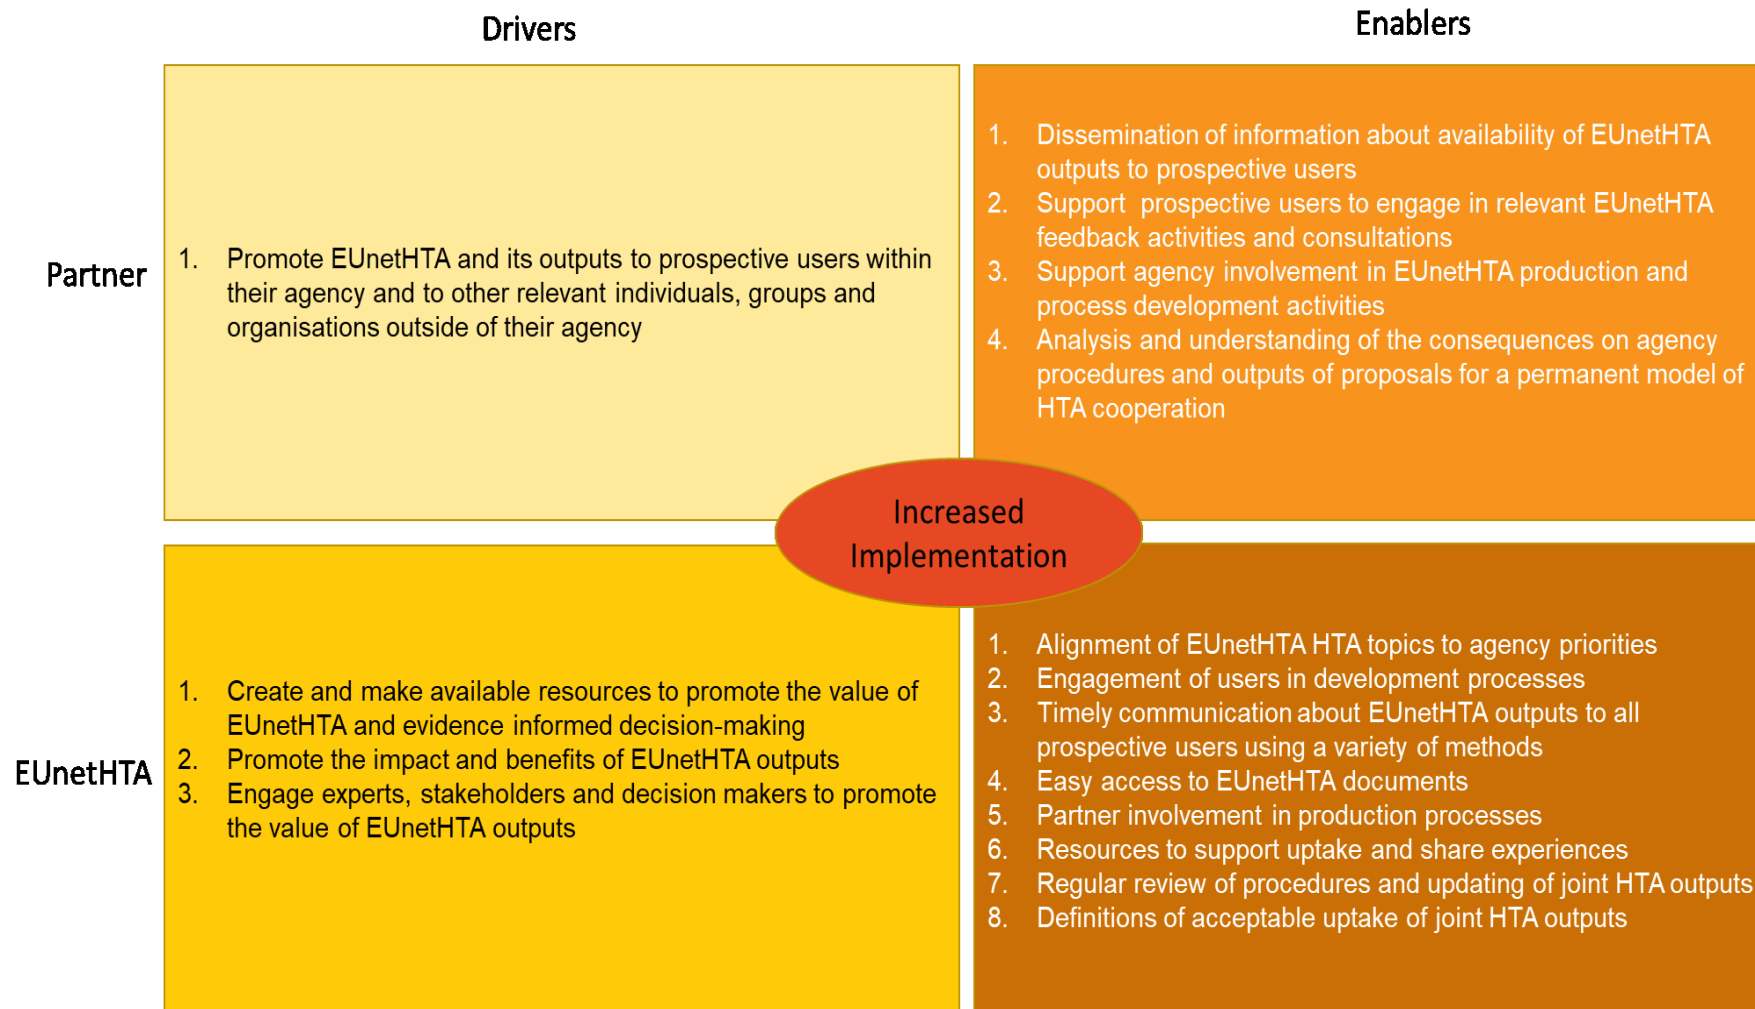 Drivers
Enablers
Partner
1. Promote EUnetHTA and its outputs to prospective users within
their agency and to other relevant individuals, groups and
organisations outside of their agency
1. Dissemination of information about availability of EUnetHTA
outputs to prospective users
2. Support prospective users to engage in relevant EUnetHTA
feedback activities and consultations
3. Support agency involvement in EUnetHTA production and
process development activities
4. Analysis and understanding of the consequences on agency
procedures and outputs of proposals for a permanent model of
HTA cooperation
Increased
Implementation
EUnetHTA
1. Create and make available resources to promote the value of
EUnetHTA and evidence informed decision-making
2. Promote the impact and benefits of EUnetHTA outputs
3. Engage experts, stakeholders and decision makers to promote
the value of EUnetHTA outputs
1. Alignment of EUnetHTA HTA topics to agency priorities
2. Engagement of users in development processes
3. Timely communication about EUnetHTA outputs to all
prospective users using a variety of methods
4. Easy access to EUnetHTA documents
5. Partner involvement in production processes
6. Resources to support uptake and share experiences
7. Regular review of procedures and updating of joint HTA outputs
8. Definitions of acceptable uptake of joint HTA outputs